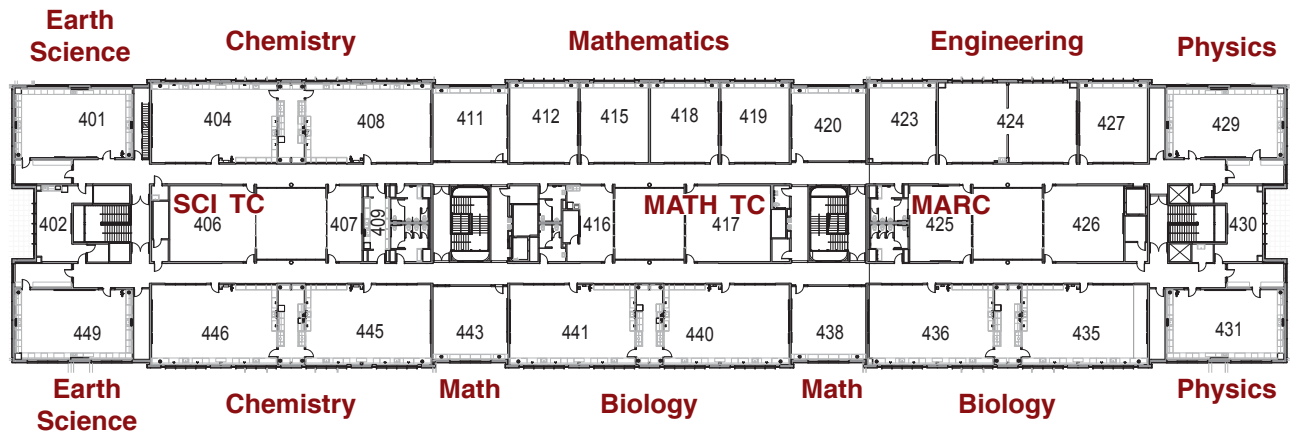 Earth
Science
Chemistry
Mathematics
Engineering
Physics
401
404
408
411
412
415
418
419
420
423
424
427
429
402
SCI TC
406
407
409
416
MATH TC
417
MARC
425
426
430
449
446
445
443
441
440
438
436
435
431
Earth
Science
Chemistry
Math
Biology
Math
Biology
Physics